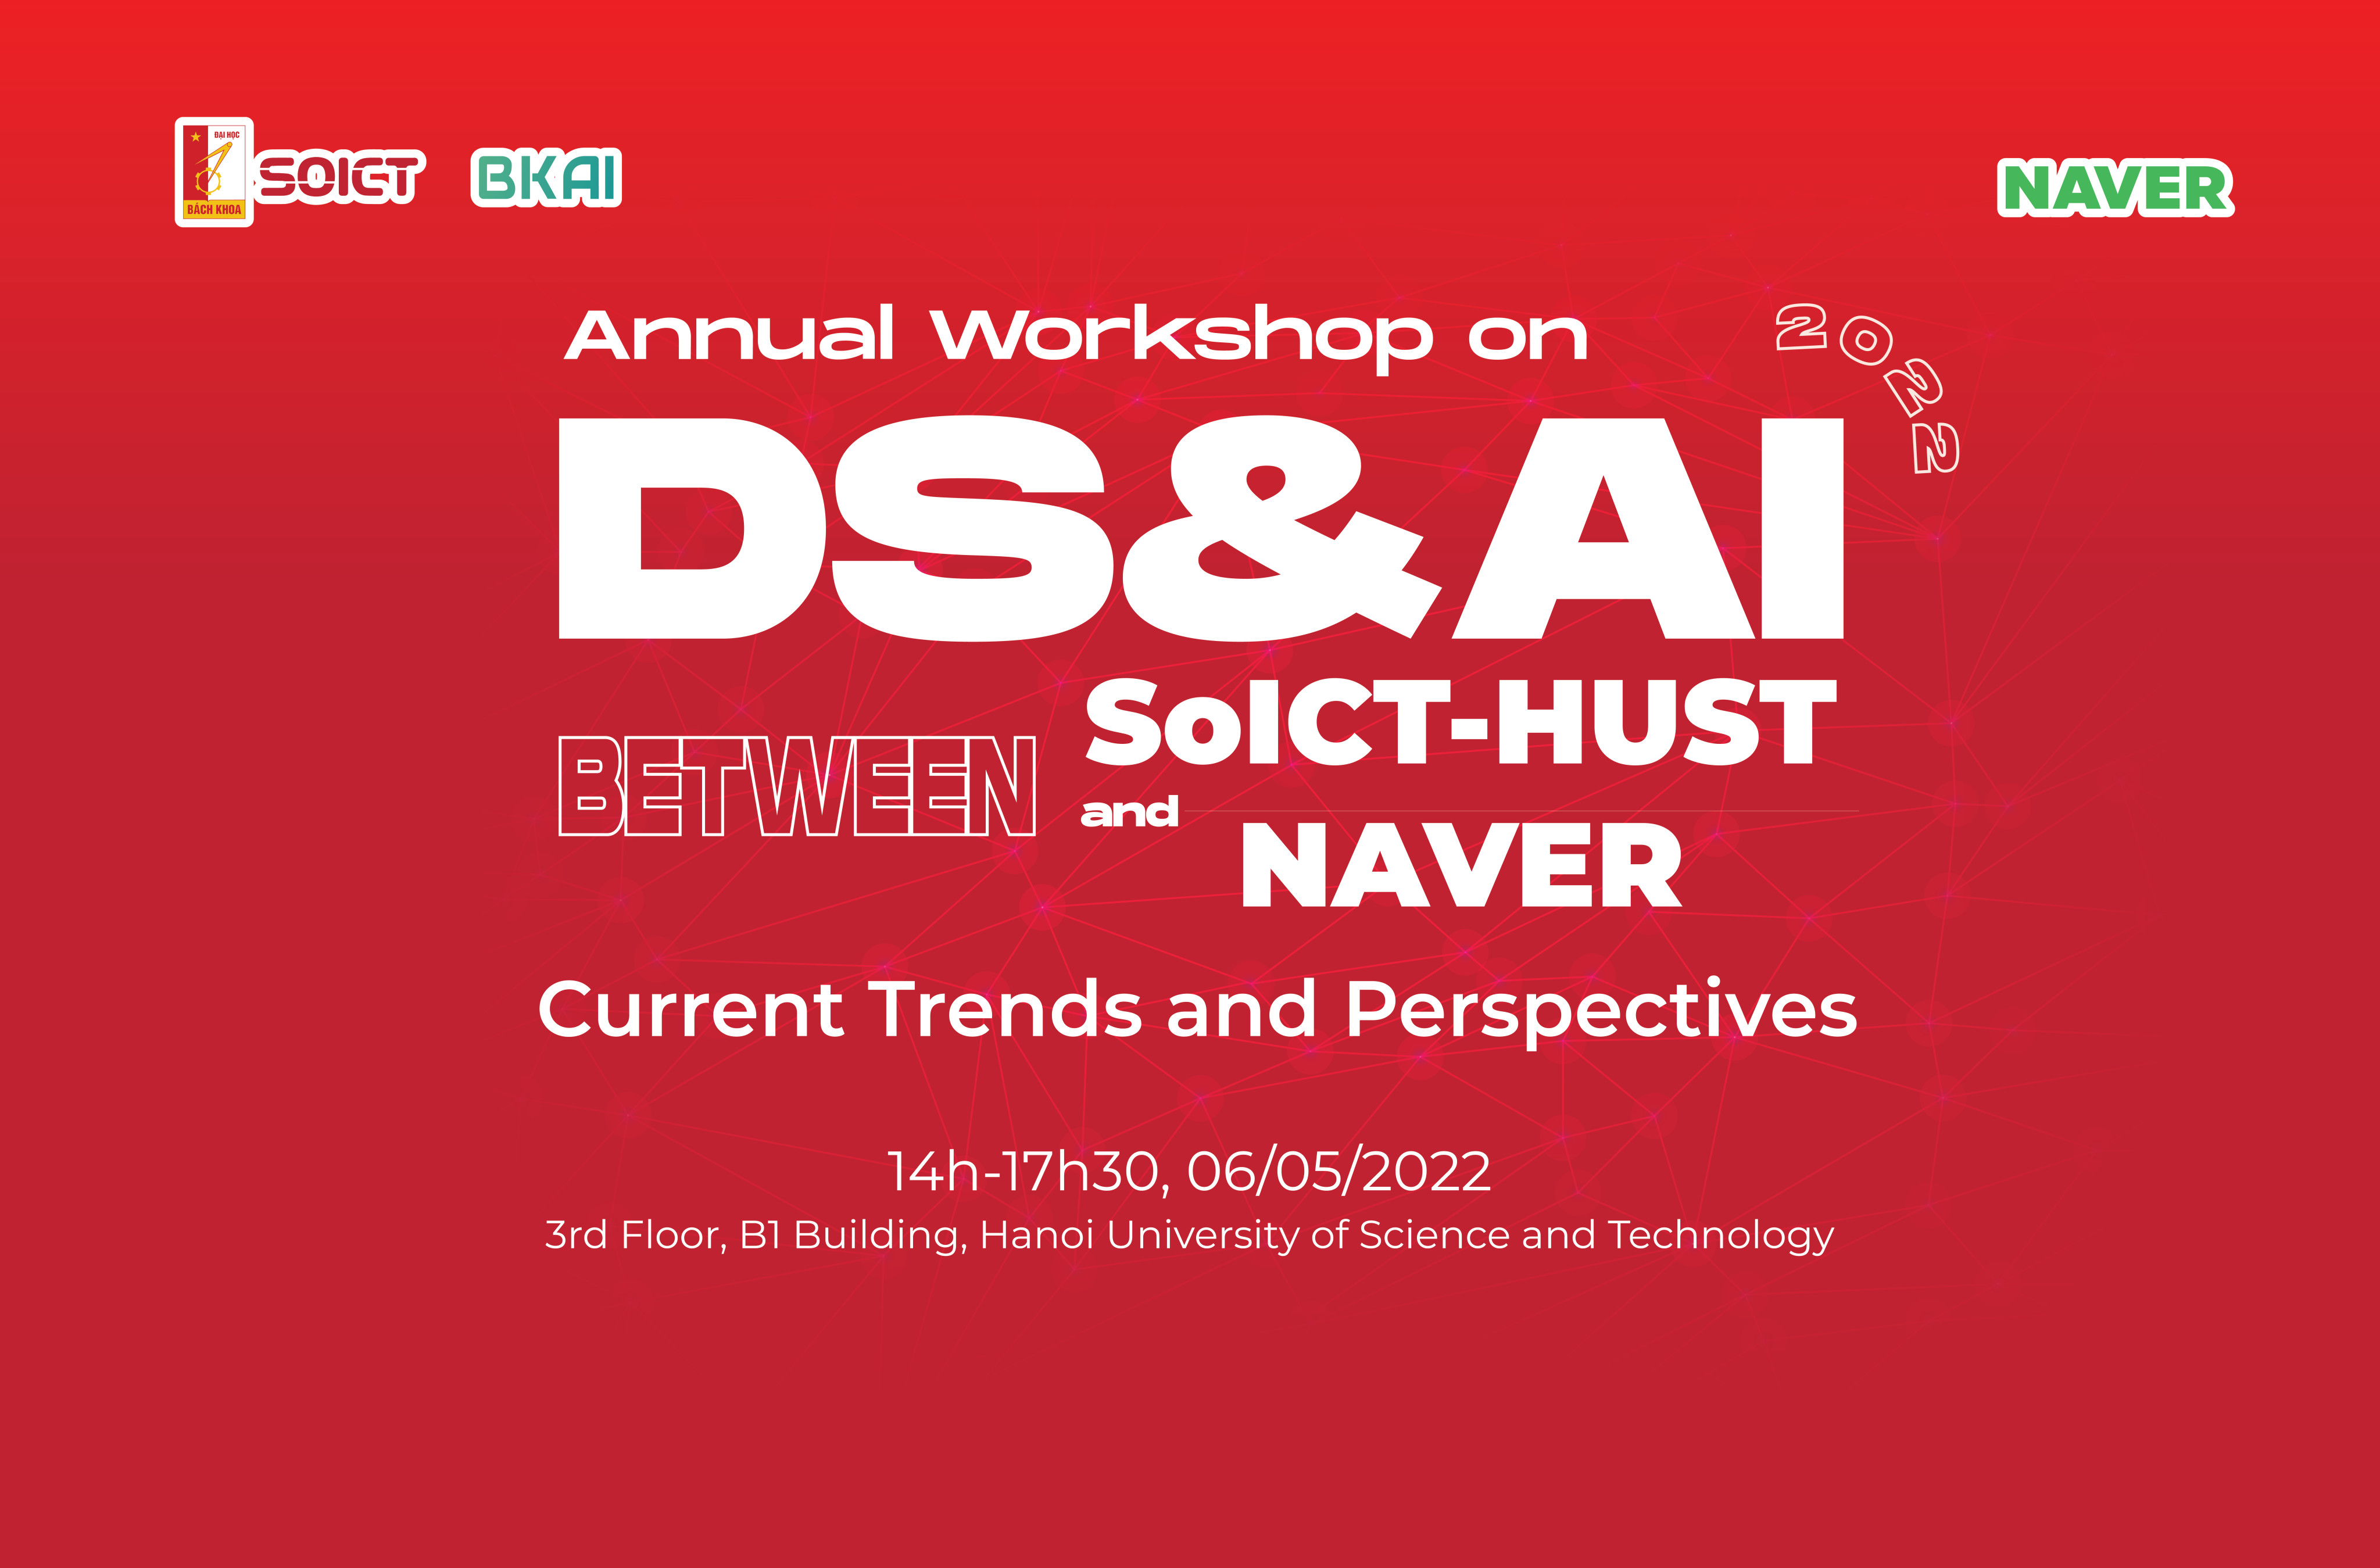 ĐẠI HỌC
BÁCH KHOA
SOICT
BKAI
NAVER
Annual Workshop on
2022
DS&AI
BETWEEN
SoICT-HUST
and
NAVER
Current Trends and Perspectives
14h-17h30, 06/05/2022
3rd Floor, B1 Building, Hanoi University of Science and Technology